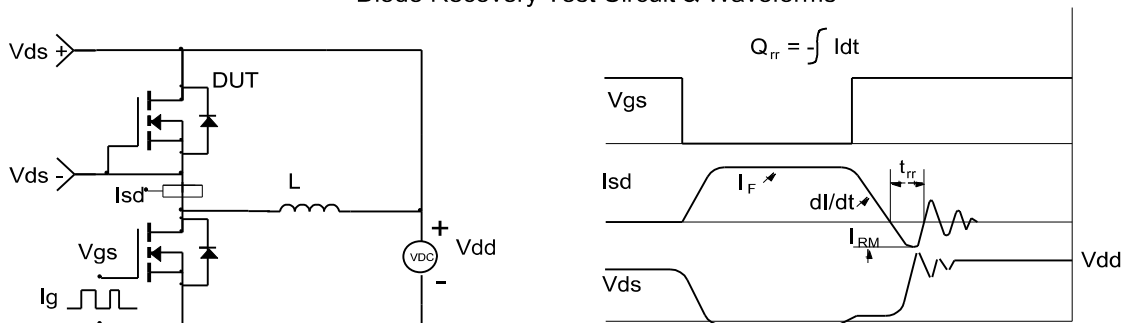 Diode Recovery Test Circuit & Waveforms
Vds +
DUT
Vds -
Isd
L
Vgs
Ig
+
VDC
-
Vdd
Qrr = -∫ Idt
Vgs
Isd
IF
dI/dt
trr
IRM
Vds
Vdd